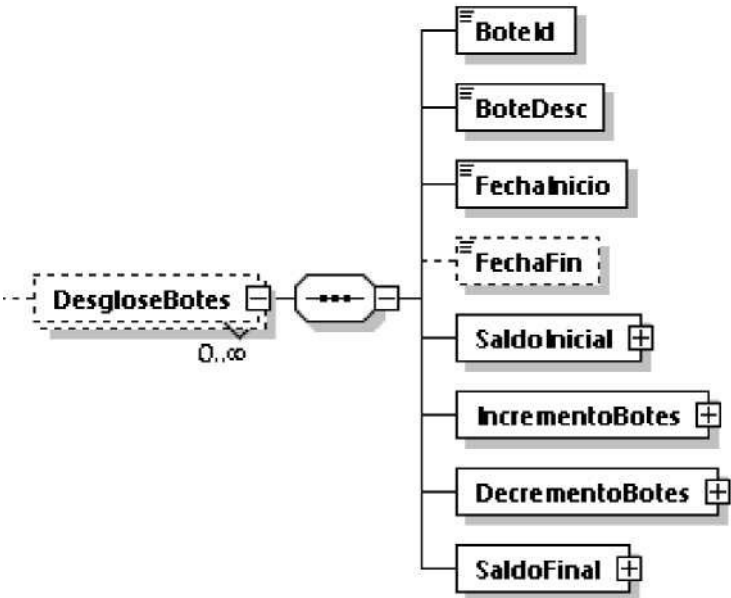 BoteId
BoteDesc
FechaInicio
FechaFin
DesgloseBotes
0..∞
SaldoInicial
IncrementoBotes
DecrementoBotes
SaldoFinal